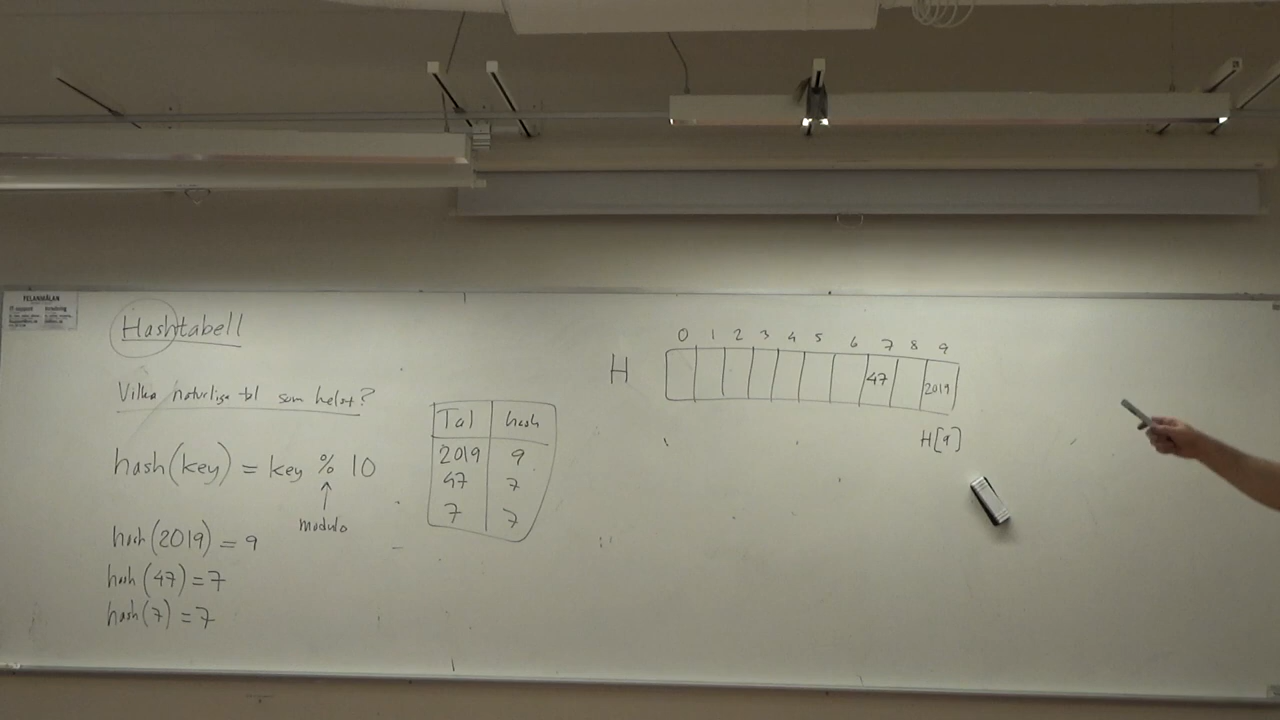 FELANMÄLAN
Hashtabell
Vilka naturliga tal som helst?
hash(key) = key % 10
↑
modulo
hash(2019) = 9
hash(47) = 7
hash(7) = 7
Tal hash
2019 9
47 7
7 7
0 1 2 3 4 5 6 7 8 9
H 47 2019
H[9]